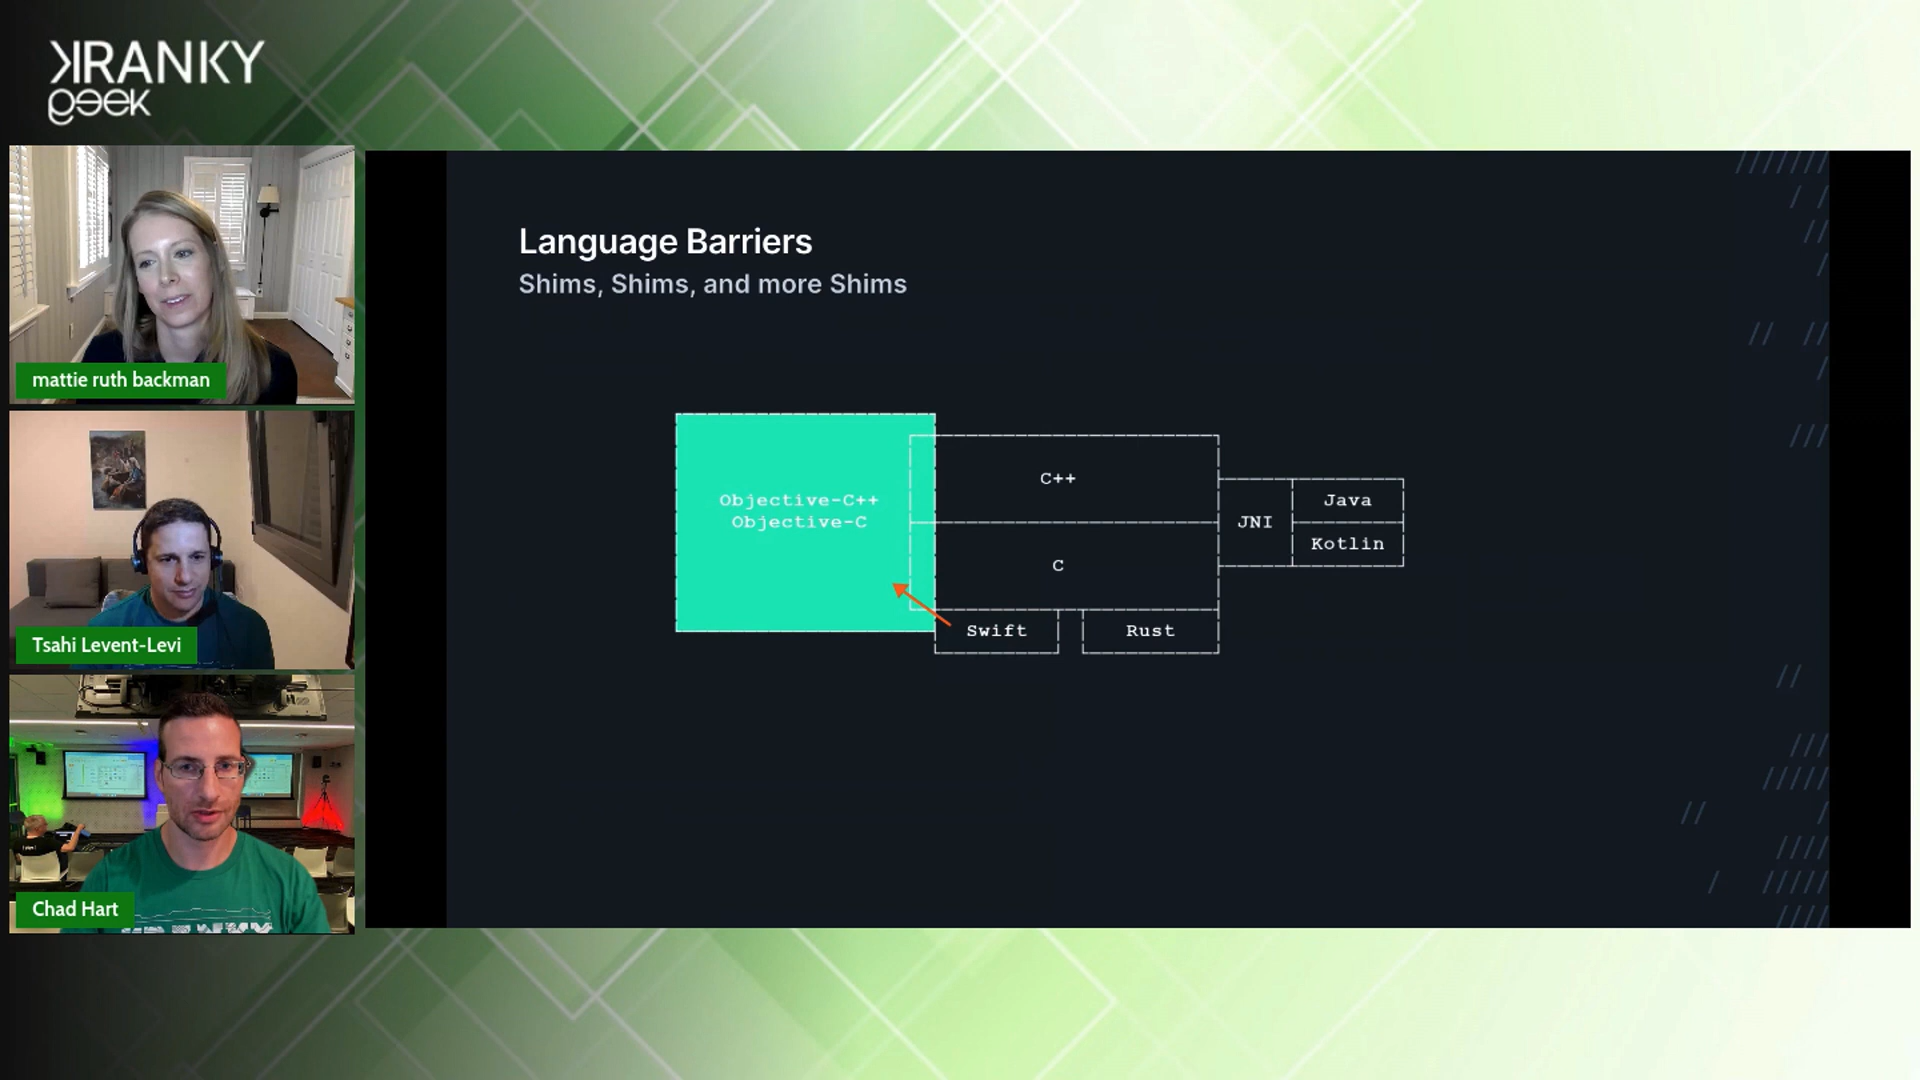 KRANKY
geek
mattie ruth backman
Tsahi Levent-Levi
Chad Hart
Language Barriers
Shims, Shims, and more Shims
Objective-C++
Objective-C
C++
C
JNI
Java
Kotlin
Swift
Rust